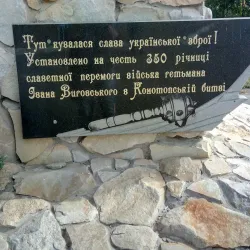 Тут кувалася слава української зброї!
Установлено на честь 350 річниці
славетної перемоги війська гетьмана
Івана Виговського в Конотопській битві